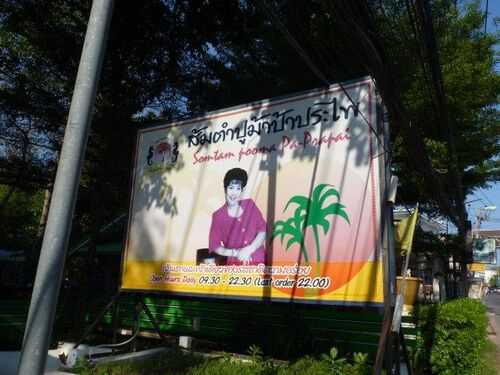 ส้มตำปูม้าป้าประไพ
Somtam pooma Pa-Prapai
Open Hours Daily 09.30 - 22.30 (Last order 22.00)